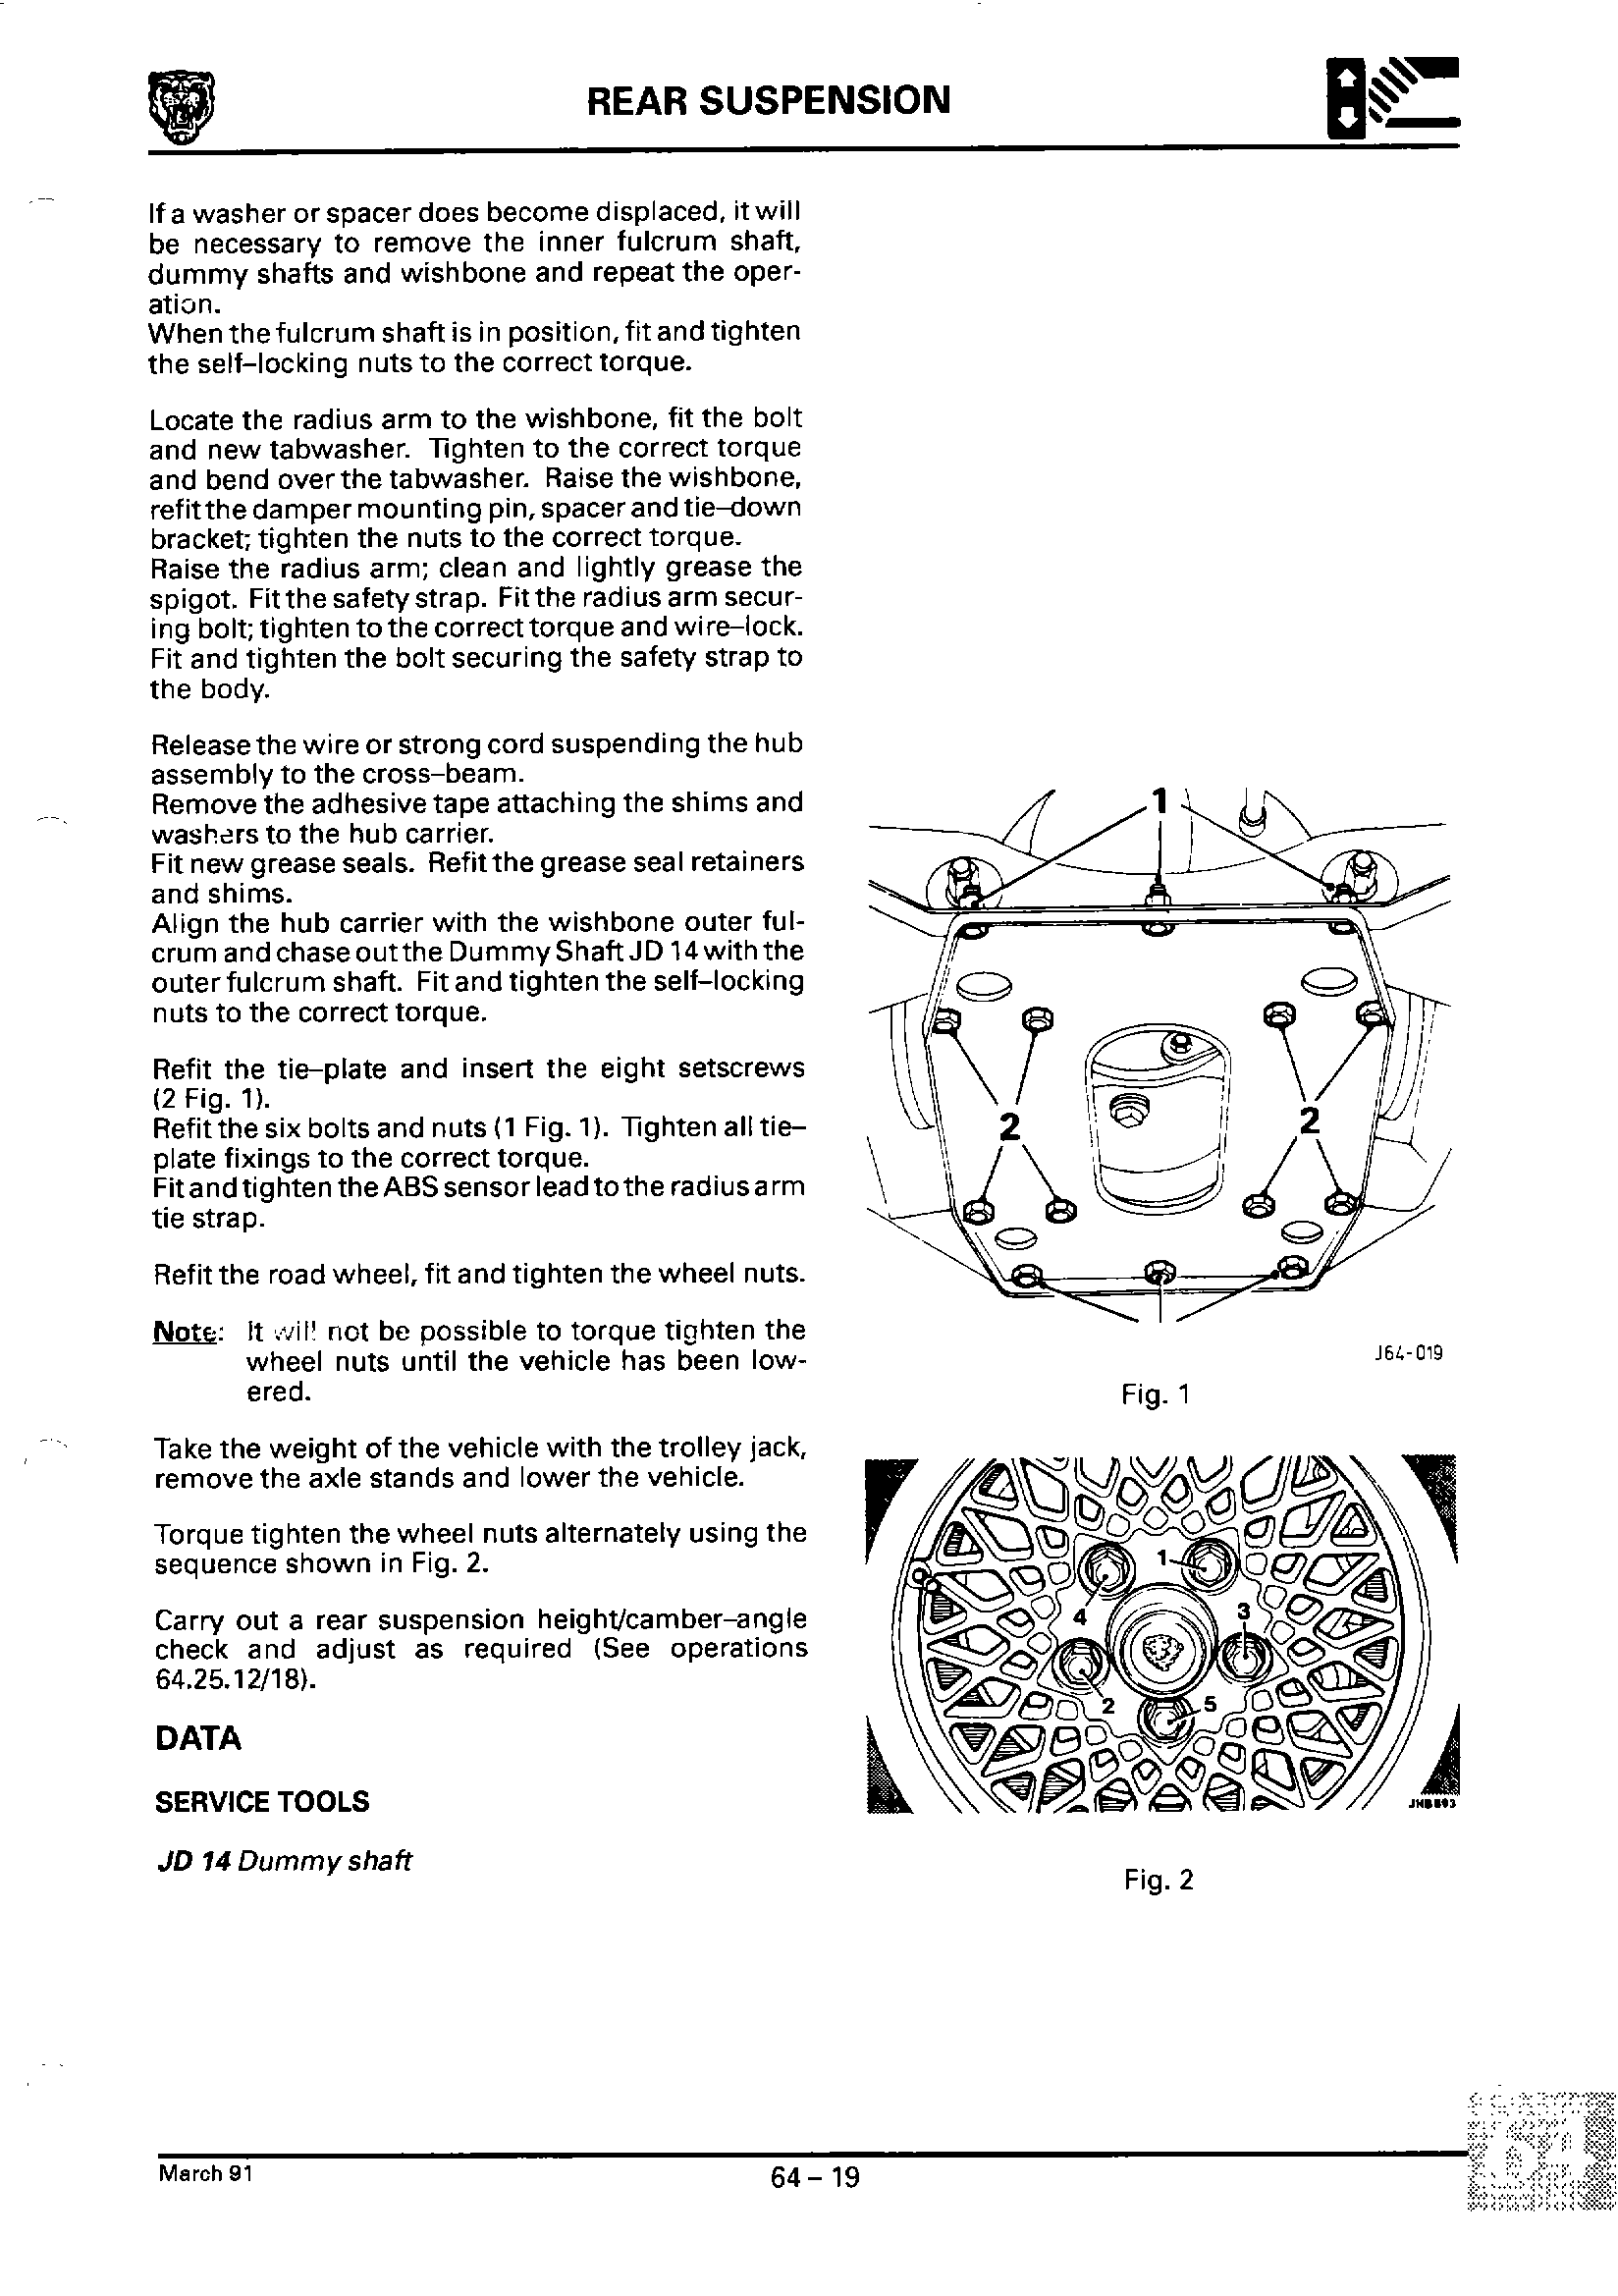 REAR SUSPENSION
If a washer or spacer does become displaced, it will
be necessary to remove the inner fulcrum shaft,
dummy shafts and wishbone and repeat the oper-
ation.
When the fulcrum shaft is in position, fit and tighten
the self-locking nuts to the correct torque.
Locate the radius arm to the wishbone, fit the bolt
and new tabwasher. Tighten to the correct torque
and bend over the tabwasher. Raise the wishbone,
refit the damper mounting pin, spacer and tie-down
bracket; tighten the nuts to the correct torque.
Raise the radius arm; clean and lightly grease the
spigot. Fit the safety strap. Fit the radius arm secur-
ing bolt; tighten to the correct torque and wire-lock.
Fit and tighten the bolt securing the safety strap to
the body.
Release the wire or strong cord suspending the hub
assembly to the cross-beam.
Remove the adhesive tape attaching the shims and
washers to the hub carrier.
Fit new grease seals. Refit the grease seal retainers
and shims.
Align the hub carrier with the wishbone outer ful-
crum and chase out the Dummy Shaft JD 14 with the
outer fulcrum shaft. Fit and tighten the self-locking
nuts to the correct torque.
Refit the tie-plate and insert the eight setscrews
(2 Fig. 1).
Refit the six bolts and nuts (1 Fig. 1). Tighten all tie-
plate fixings to the correct torque.
Fit and tighten the ABS sensor lead to the radius arm
tie strap.
Refit the road wheel, fit and tighten the wheel nuts.
Note: It will not be possible to torque tighten the
wheel nuts until the vehicle has been low-
ered.
Take the weight of the vehicle with the trolley jack,
remove the axle stands and lower the vehicle.
Torque tighten the wheel nuts alternately using the
sequence shown in Fig. 2.
Carry out a rear suspension height/camber-angle
check and adjust as required (See operations
64.25.12/18).
DATA
SERVICE TOOLS
JD 14 Dummy shaft
1
2
2
J64-019
Fig. 1
1
4
3
2
5
Fig. 2
March 91
64 - 19
64